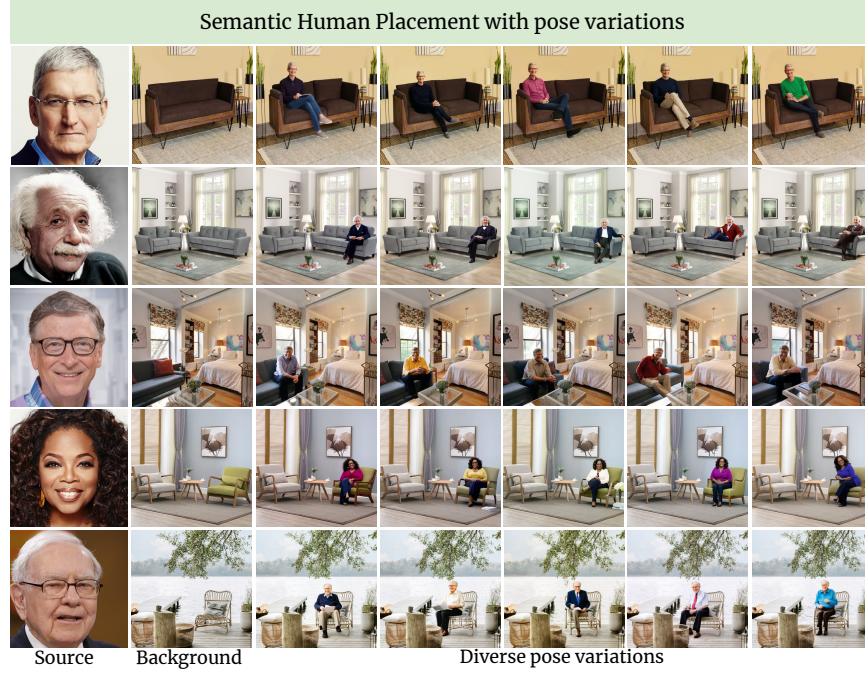 Semantic Human Placement with pose variations
Source
Background
Diverse pose variations